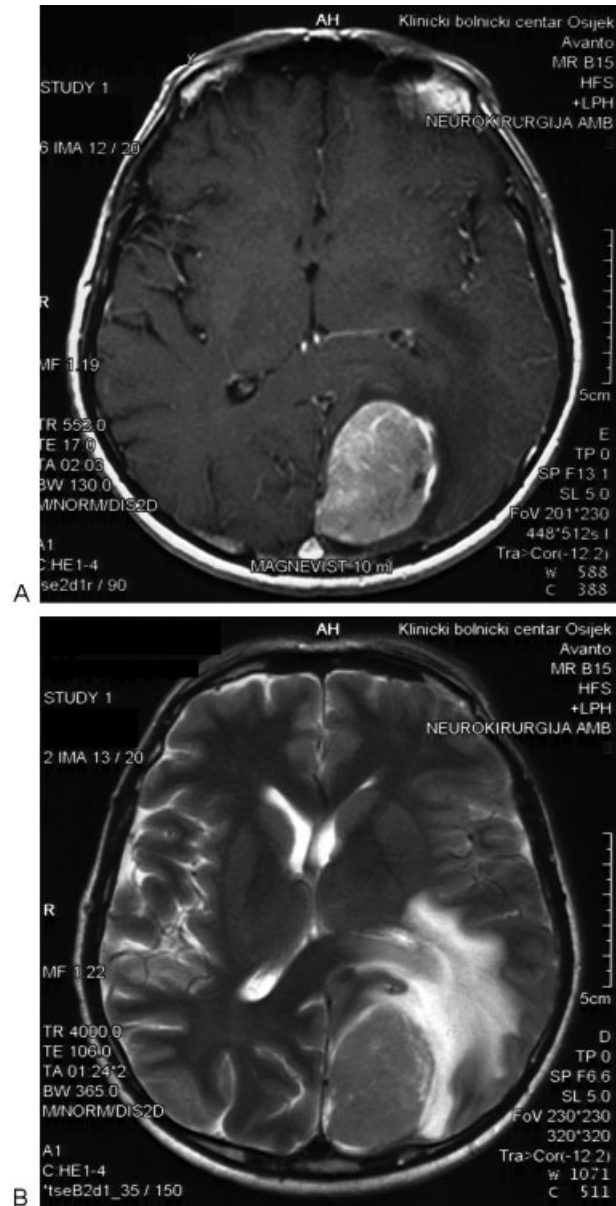 AH
Klinicki bolnicki centar Osijek
Avanto
MR B15
HFS
+LPH
NEUROKIRURGIJA AMB
STUDY 1
6 IMA 12 / 20
R
MF 1.19
TR 553.0
TE 17.0
TA 02:03
BW 130.0
M/NORM/DIS2D
A1
C:HE1-4
*se2d1r / 90
MAGNEVIST 10 ml
5cm
E
TP 0
SP F13.1
SL 5.0
FoV 201*230
448*512s I
Tra>Cor(-12.2)
W 588
C 388
A
AH
Klinicki bolnicki centar Osijek
Avanto
MR B15
HFS
+LPH
NEUROKIRURGIJA AMB
STUDY 1
2 IMA 13 / 20
R
MF 1.22
TR 4000.0
TE 106.0
TA 01:24*2
BW 365.0
M/NORM/DIS2D
A1
C:HE1-4
*tseB2d1_35 / 150
5cm
D
TP 0
SP F6.6
SL 5.0
FoV 230*230
320*320
Tra>Cor(-12.2)
W 1071
C 511
B